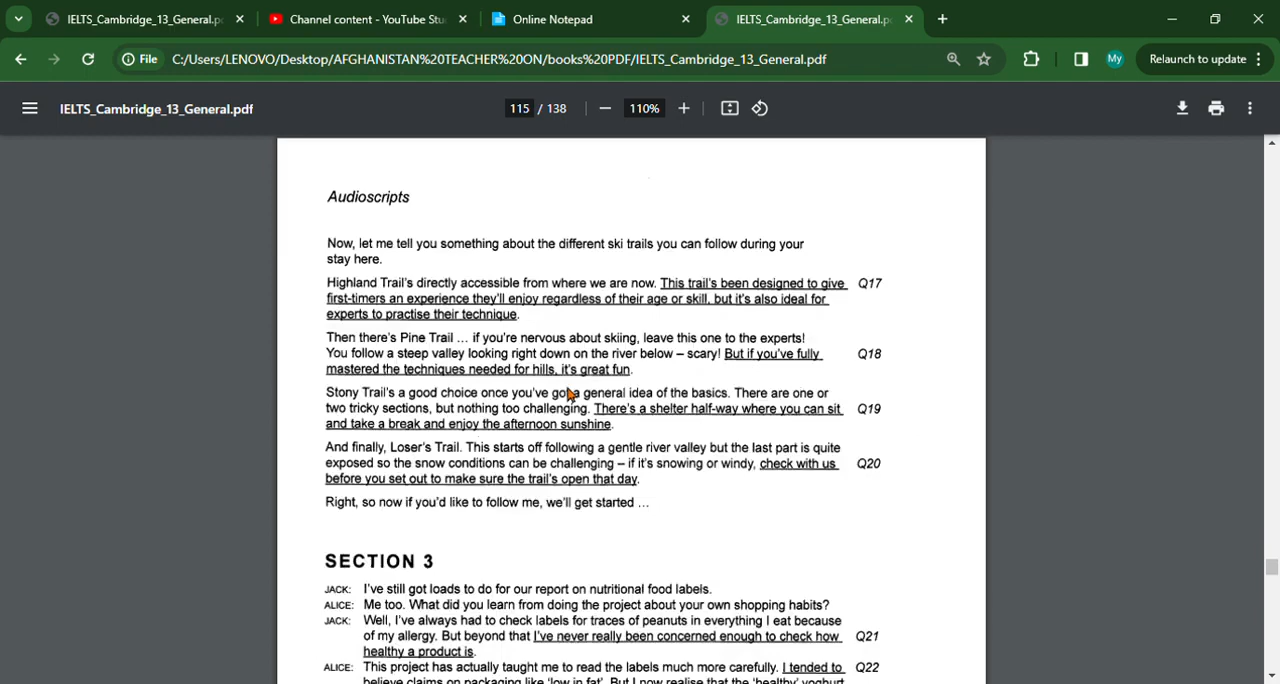 IELTS_Cambridge_13_General.p
Channel content - YouTube Stu
Online Notepad
IELTS_Cambridge_13_General.p
File
C:/Users/LENOVO/Desktop/AFGHANISTAN%20TEACHER%20ON/books%20PDF/IELTS_Cambridge_13_General.pdf
My
Relaunch to update
IELTS_Cambridge_13_General.pdf
115 / 138
110%
Audioscripts
Now, let me tell you something about the different ski trails you can follow during your
stay here.
Highland Trail's directly accessible from where we are now. This trail's been designed to give Q17
first-timers an experience they'll enjoy regardless of their age or skill, but it's also ideal for
experts to practise their technique.
Then there's Pine Trail ... if you're nervous about skiing, leave this one to the experts!
You follow a steep valley looking right down on the river below – scary! But if you've fully Q18
mastered the techniques needed for hills, it's great fun.
Stony Trail's a good choice once you've got a general idea of the basics. There are one or
two tricky sections, but nothing too challenging. There's a shelter half-way where you can sit Q19
and take a break and enjoy the afternoon sunshine.
And finally, Loser's Trail. This starts off following a gentle river valley but the last part is quite
exposed so the snow conditions can be challenging – if it's snowing or windy, check with us Q20
before you set out to make sure the trail's open that day.
Right, so now if you'd like to follow me, we'll get started ...
SECTION 3
JACK: I've still got loads to do for our report on nutritional food labels.
ALICE: Me too. What did you learn from doing the project about your own shopping habits?
JACK: Well, I've always had to check labels for traces of peanuts in everything I eat because
of my allergy. But beyond that I've never really been concerned enough to check how Q21
healthy a product is.
ALICE: This project has actually taught me to read the labels much more carefully. I tended to Q22
believe claims on packaging like 'low in fat'. But I now realise that the 'healthy' yoghurt